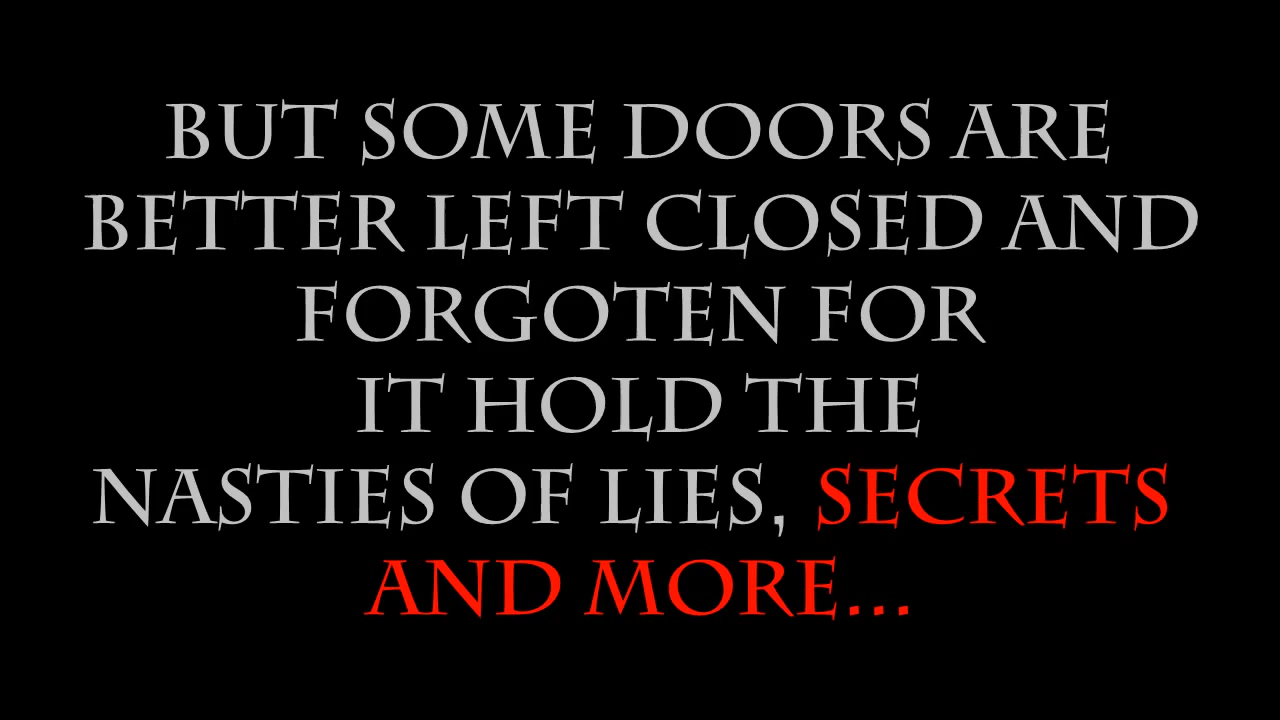 BUT SOME DOORS ARE
BETTER LEFT CLOSED AND
FORGOTEN FOR
IT HOLD THE
NASTIES OF LIES, SECRETS
AND MORE...